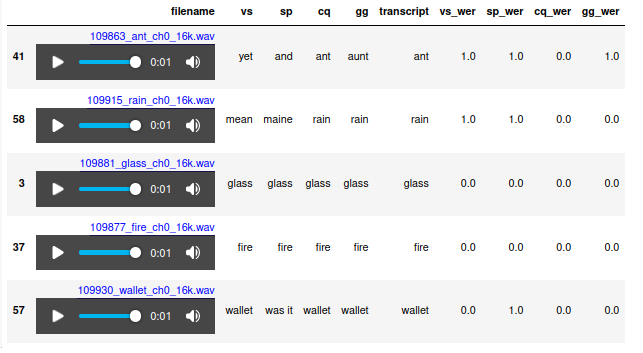 filename vs sp cq gg transcript vs_wer sp_wer cq_wer gg_wer
109863_ant_ch0_16k.wav
41 0:01 yet and ant aunt ant 1.0 1.0 0.0 1.0
109915_rain_ch0_16k.wav
58 0:01 mean maine rain rain rain 1.0 1.0 0.0 0.0
109881_glass_ch0_16k.wav
3 0:01 glass glass glass glass glass 0.0 0.0 0.0 0.0
109877_fire_ch0_16k.wav
37 0:01 fire fire fire fire fire 0.0 0.0 0.0 0.0
109930_wallet_ch0_16k.wav
57 0:01 wallet was it wallet wallet wallet 0.0 1.0 0.0 0.0